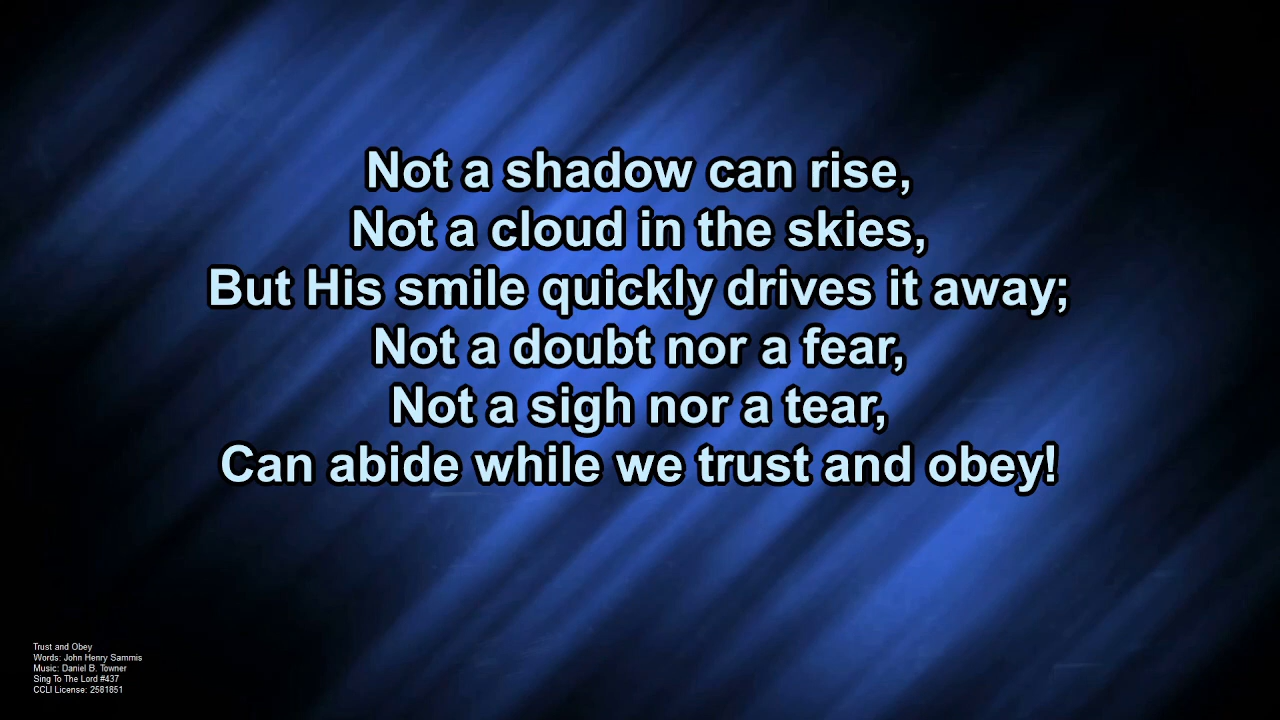 Not a shadow can rise,
Not a cloud in the skies,
But His smile quickly drives it away;
Not a doubt nor a fear,
Not a sigh nor a tear,
Can abide while we trust and obey!
Trust and Obey
Words: John Henry Sammis
Music: Daniel B. Towner
Sing To The Lord #437
CCLI License: 2581851